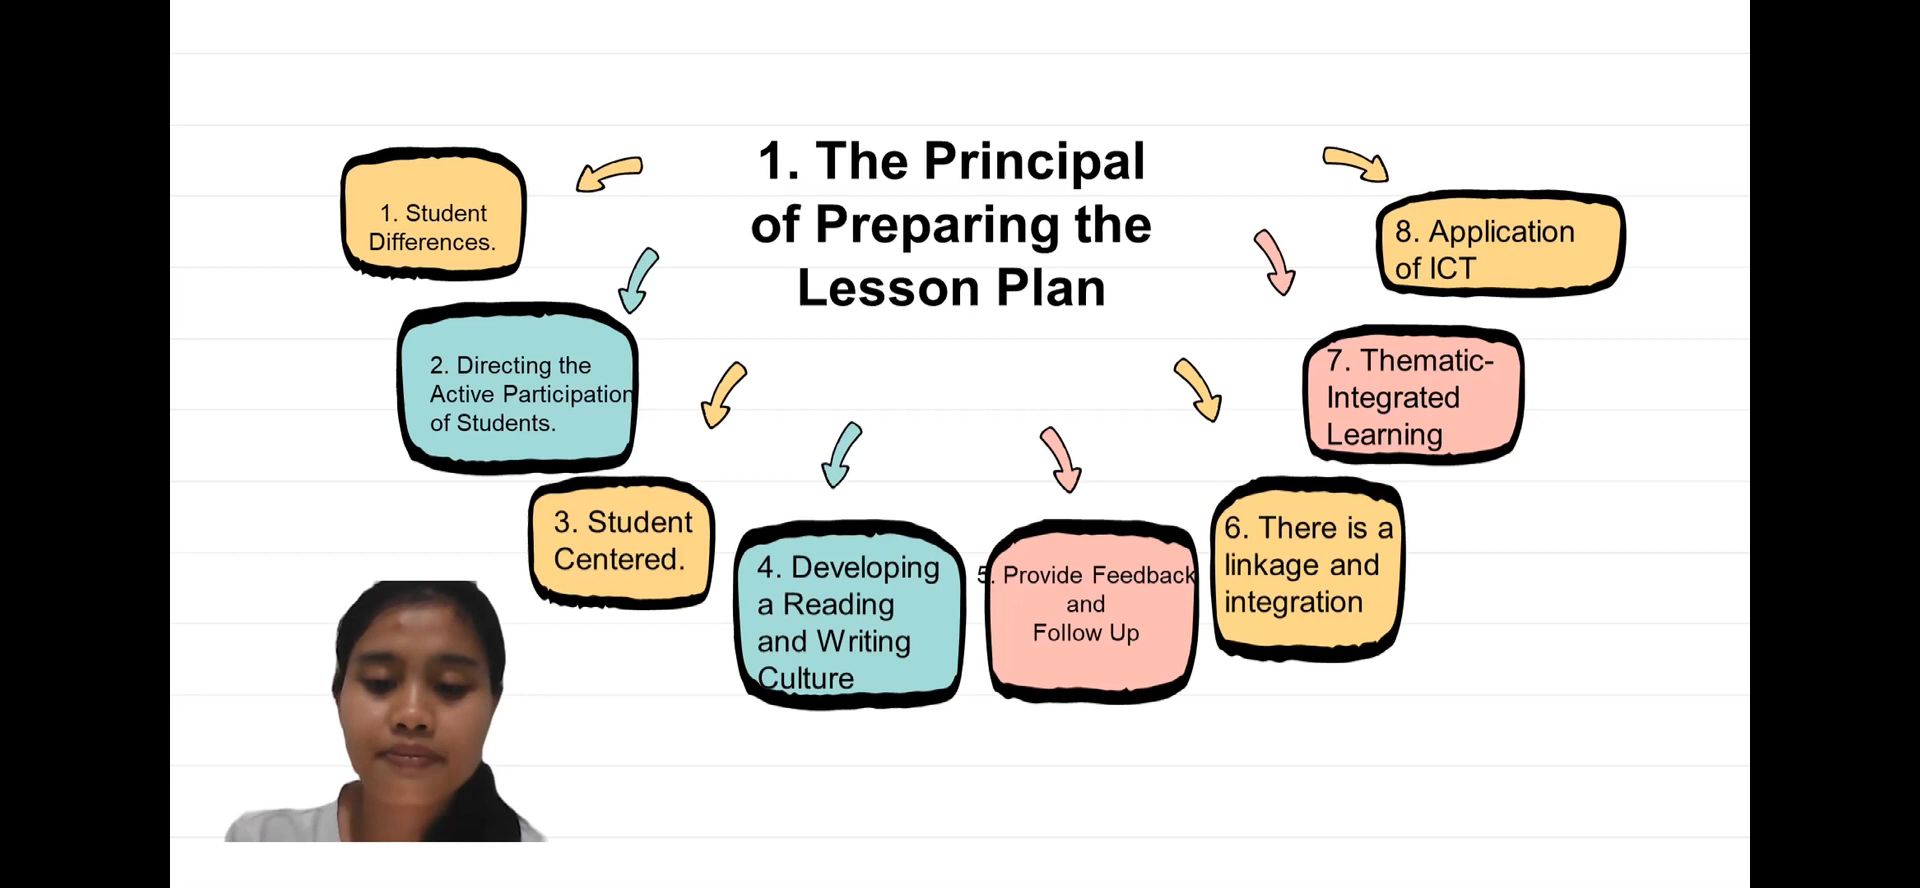 1. The Principal
of Preparing the
Lesson Plan
1. Student
Differences.
2. Directing the
Active Participation
of Students.
3. Student
Centered.
4. Developing
a Reading
and Writing
Culture
5. Provide Feedback
and
Follow Up
6. There is a
linkage and
integration
7. Thematic-
Integrated
Learning
8. Application
of ICT